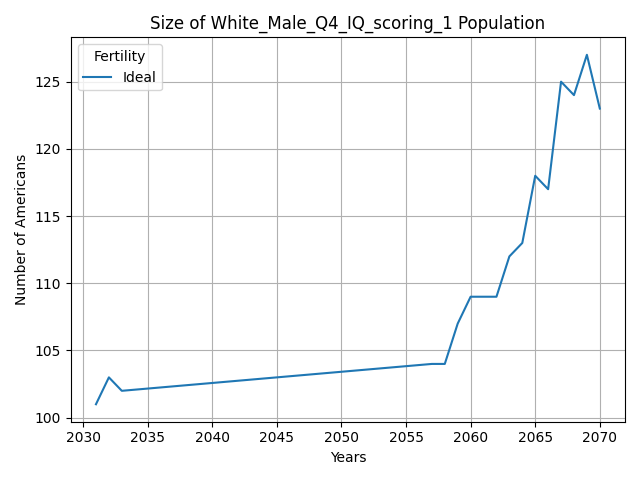 Size of White_Male_Q4_IQ_scoring_1 Population
Fertility
Ideal
Number of Americans
125
120
115
110
105
100
2030 2035 2040 2045 2050 2055 2060 2065 2070
Years